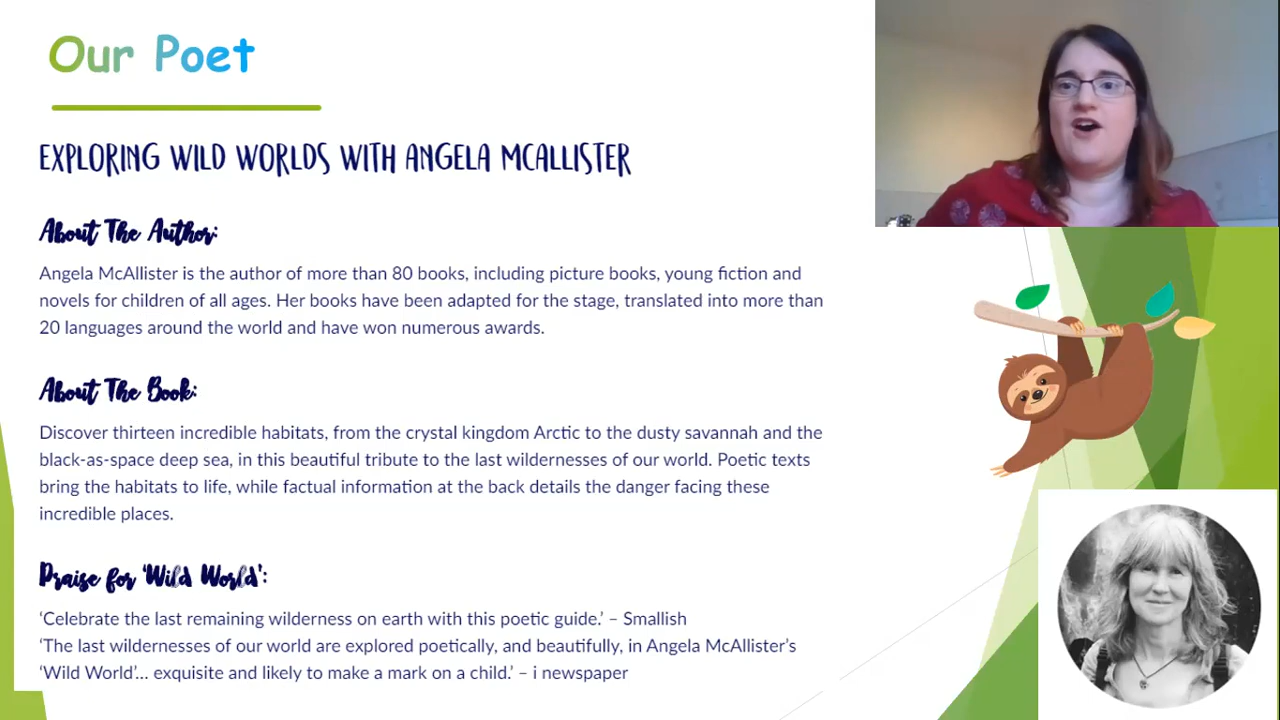 Our Poet
EXPLORING WILD WORLDS WITH ANGELA MCALLISTER
About The Author:
Angela McAllister is the author of more than 80 books, including picture books, young fiction and
novels for children of all ages. Her books have been adapted for the stage, translated into more than
20 languages around the world and have won numerous awards.
About The Book:
Discover thirteen incredible habitats, from the crystal kingdom Arctic to the dusty savannah and the
black-as-space deep sea, in this beautiful tribute to the last wildernesses of our world. Poetic texts
bring the habitats to life, while factual information at the back details the danger facing these
incredible places.
Praise for 'Wild World':
‘Celebrate the last remaining wilderness on earth with this poetic guide.’ – Smallish
‘The last wildernesses of our world are explored poetically, and beautifully, in Angela McAllister’s
‘Wild World’... exquisite and likely to make a mark on a child.’ – i newspaper